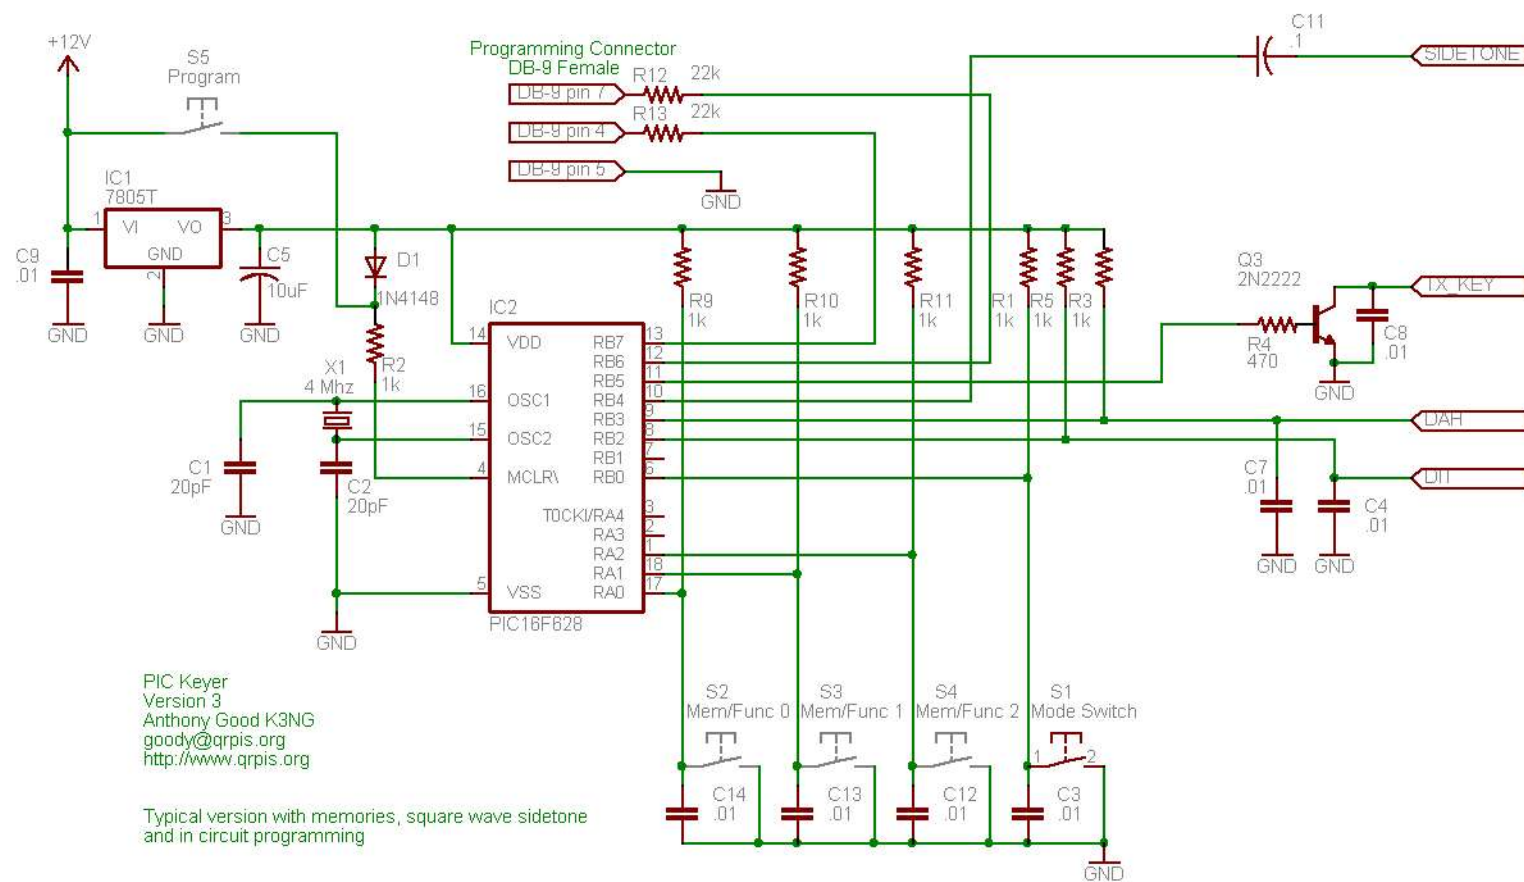 +12V
S5
Program
Programming Connector
DB-9 Female
DB-9 pin 7
R12
22k
DB-9 pin 4
R13
22k
DB-9 pin 5
GND
C11
.1
SIDETONE
IC1
7805T
1
VI
VO
3
GND
2
C9
.01
GND
GND
C5
10uF
GND
D1
1N4148
R2
1k
R9
1k
R10
1k
R11
1k
R1
1k
R5
1k
R3
1k
Q3
2N2222
TX_KEY
R4
470
C8
.01
GND
X1
4 Mhz
C1
20pF
GND
C2
20pF
GND
IC2
14
VDD
16
OSC1
15
OSC2
4
MCLR\
5
VSS
RB7
13
RB6
12
RB5
11
RB4
10
RB3
9
RB2
8
RB1
7
RB0
6
T0CKI/RA4
3
RA3
2
RA2
1
RA1
18
RA0
17
PIC16F628
DAH
DIT
C7
.01
GND
C4
.01
GND
PIC Keyer
Version 3
Anthony Good K3NG
goody@qrpis.org
http://www.qrpis.org
Typical version with memories, square wave sidetone
and in circuit programming
S2
Mem/Func 0
S3
Mem/Func 1
S4
Mem/Func 2
S1
Mode Switch
1
2
C14
.01
C13
.01
C12
.01
C3
.01
GND